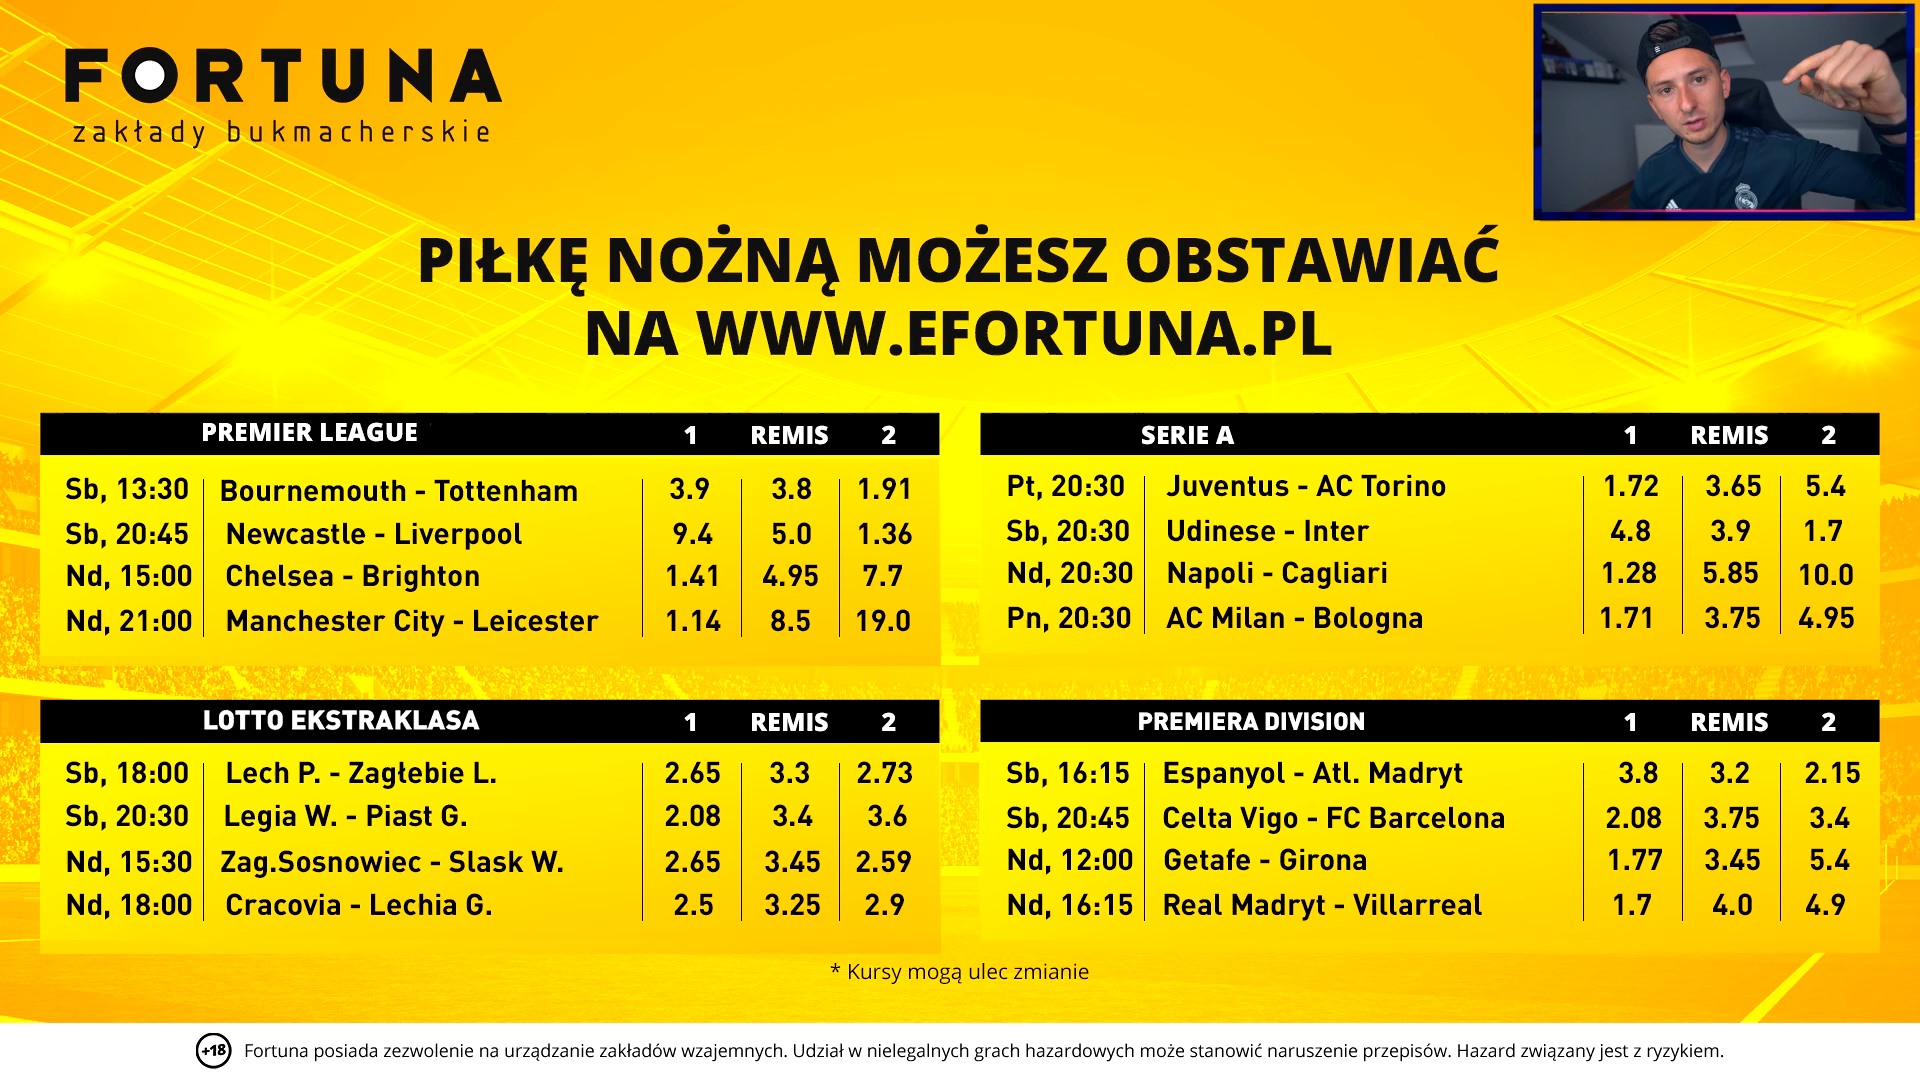 FORTUNA
zakłady bukmacherskie
PIŁKĘ NOŻNĄ MOŻESZ OBSTAWIAĆ
NA WWW.EFORTUNA.PL
PREMIER LEAGUE 1 REMIS 2
Sb, 13:30 Bournemouth - Tottenham 3.9 3.8 1.91
Sb, 20:45 Newcastle - Liverpool 9.4 5.0 1.36
Nd, 15:00 Chelsea - Brighton 1.41 4.95 7.7
Nd, 21:00 Manchester City - Leicester 1.14 8.5 19.0
SERIE A 1 REMIS 2
Pt, 20:30 Juventus - AC Torino 1.72 3.65 5.4
Sb, 20:30 Udinese - Inter 4.8 3.9 1.7
Nd, 20:30 Napoli - Cagliari 1.28 5.85 10.0
Pn, 20:30 AC Milan - Bologna 1.71 3.75 4.95
LOTTO EKSTRAKLASA 1 REMIS 2
Sb, 18:00 Lech P. - Zagłebie L. 2.65 3.3 2.73
Sb, 20:30 Legia W. - Piast G. 2.08 3.4 3.6
Nd, 15:30 Zag.Sosnowiec - Slask W. 2.65 3.45 2.59
Nd, 18:00 Cracovia - Lechia G. 2.5 3.25 2.9
PREMIERA DIVISION 1 REMIS 2
Sb, 16:15 Espanyol - Atl. Madryt 3.8 3.2 2.15
Sb, 20:45 Celta Vigo - FC Barcelona 2.08 3.75 3.4
Nd, 12:00 Getafe - Girona 1.77 3.45 5.4
Nd, 16:15 Real Madryt - Villarreal 1.7 4.0 4.9
* Kursy mogą ulec zmianie
+18 Fortuna posiada zezwolenie na urządzanie zakładów wzajemnych. Udział w nielegalnych grach hazardowych może stanowić naruszenie przepisów. Hazard związany jest z ryzykiem.